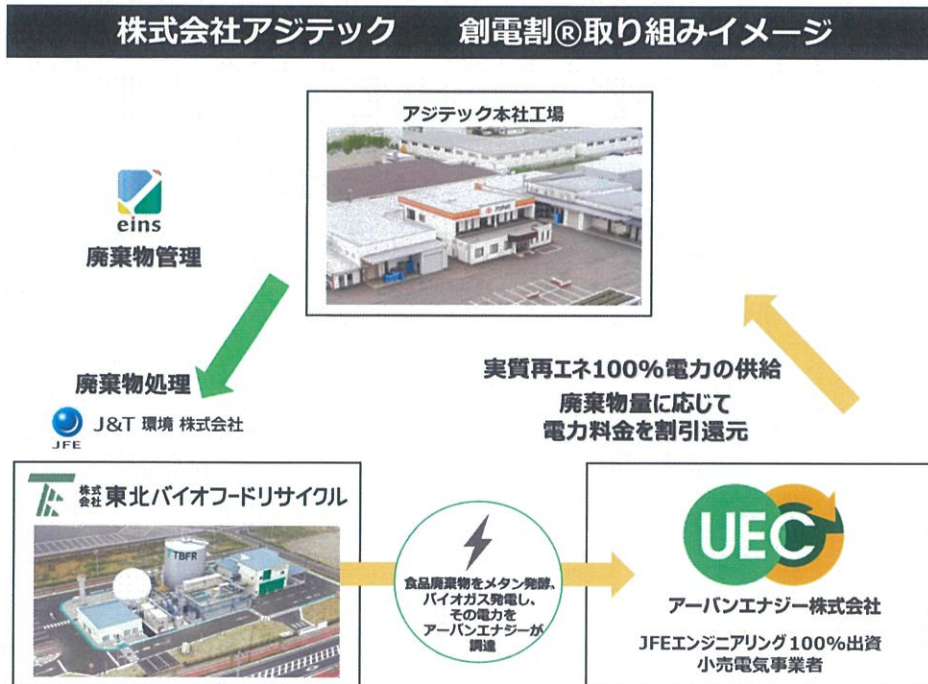 株式会社アジテック 創電割®取り組みイメージ
アジテック本社工場
eins
廃棄物管理
廃棄物処理
JFE
J&T 環境 株式会社
実質再エネ100%電力の供給
廃棄物量に応じて
電力料金を割引還元
株式会社 東北バイオフードリサイクル
TBFR
食品廃棄物をメタン発酵、
バイオガス発電し、
その電力を
アーバンエナジーが
調達
UEC
アーバンエナジー株式会社
JFEエンジニアリング100%出資
小売電気事業者